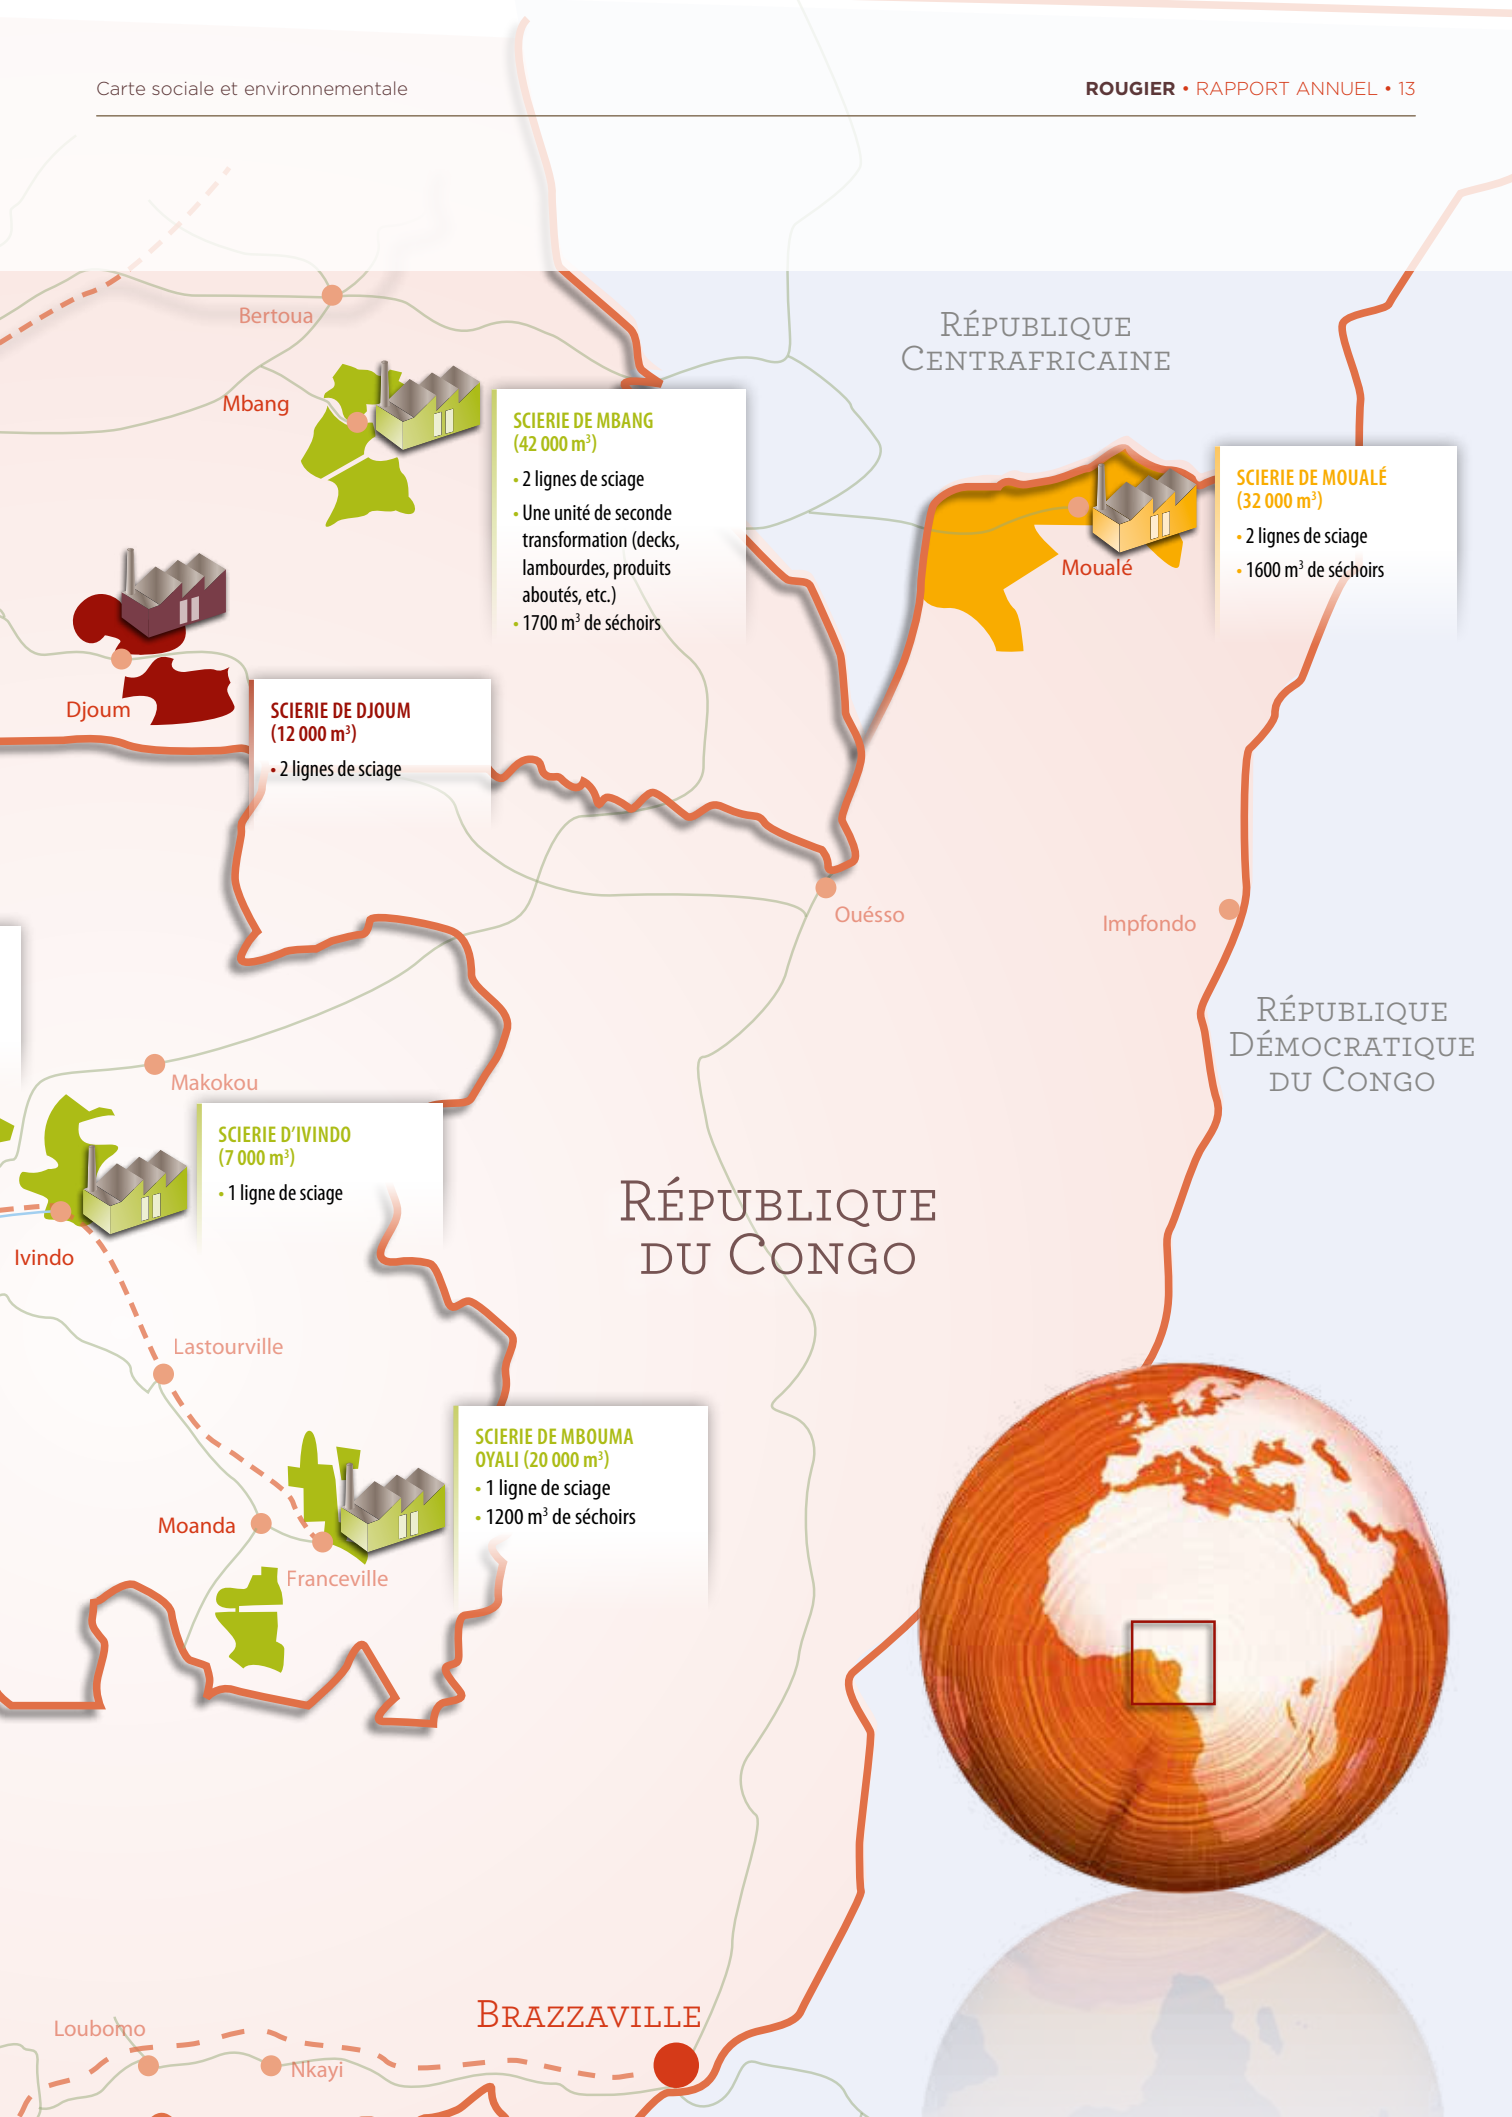 Carte sociale et environnementale
ROUGIER • RAPPORT ANNUEL • 13
Bertoua
RÉPUBLIQUE
CENTRAFRICAINE
Mbang
SCIERIE DE MBANG
(42 000 m³)
• 2 lignes de sciage
• Une unité de seconde
transformation (decks,
lambourdes, produits
aboutés, etc.)
• 1700 m³ de séchoirs
SCIERIE DE MOUALÉ
(32 000 m³)
• 2 lignes de sciage
• 1600 m³ de séchoirs
Moualé
Djoum
SCIERIE DE DJOUM
(12 000 m³)
• 2 lignes de sciage
Ouésso
Impfondo
RÉPUBLIQUE
DÉMOCRATIQUE
DU CONGO
Makokou
SCIERIE D'IVINDO
(7 000 m³)
• 1 ligne de sciage
RÉPUBLIQUE
DU CONGO
Ivindo
Lastourville
SCIERIE DE MBOUMA
OYALI (20 000 m³)
• 1 ligne de sciage
• 1200 m³ de séchoirs
Moanda
Franceville
BRAZZAVILLE
Loubomo
Nkayi